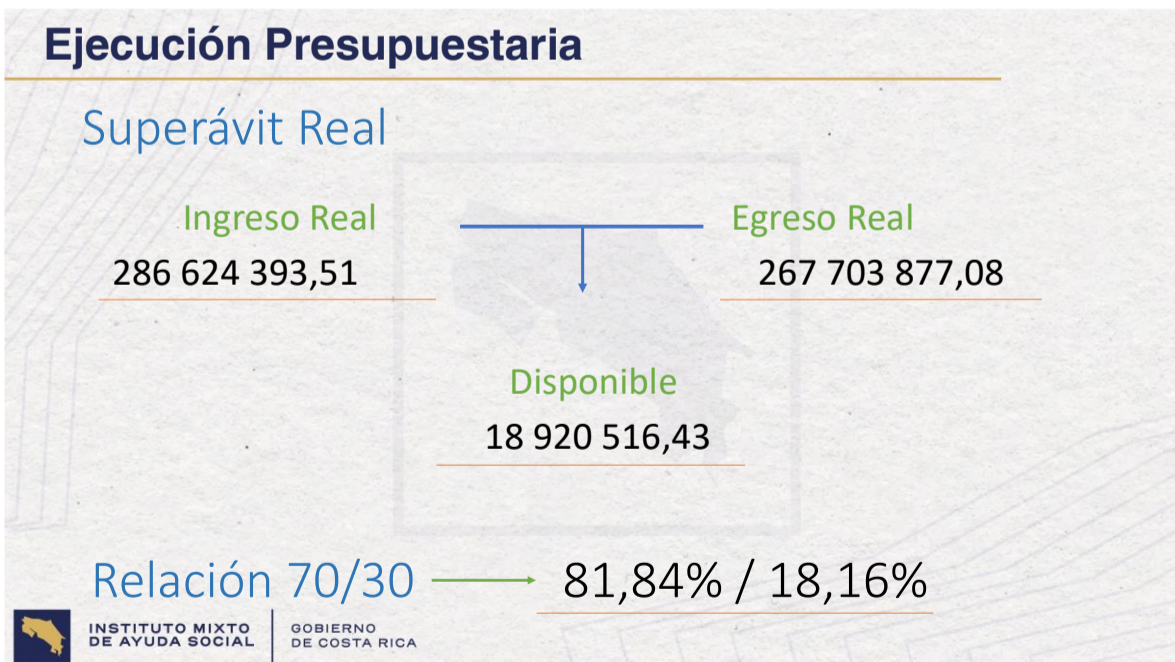 Ejecución Presupuestaria
Superávit Real
Ingreso Real
Egreso Real
286 624 393,51
267 703 877,08
Disponible
18 920 516,43
Relación 70/30
81,84% / 18,16%
INSTITUTO MIXTO
DE AYUDA SOCIAL
GOBIERNO
DE COSTA RICA